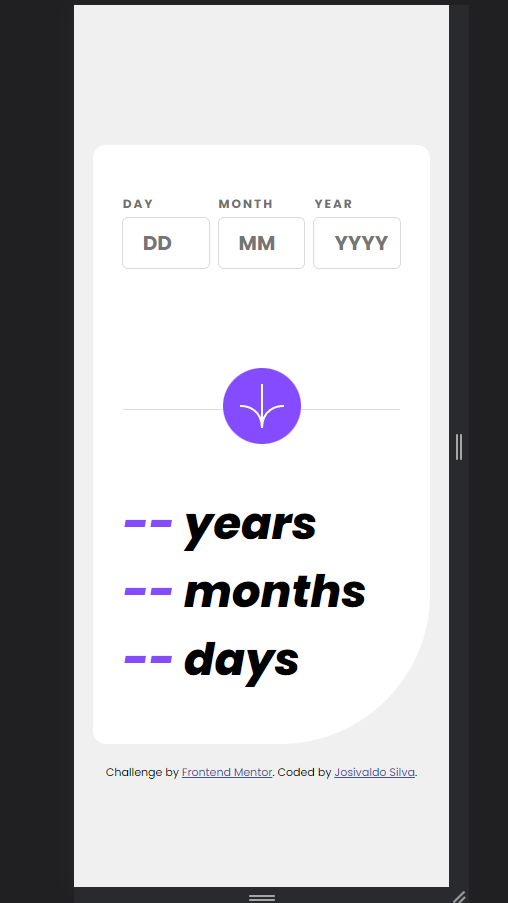 DAY MONTH YEAR
DD MM YYYY
-- years
-- months
-- days
Challenge by Frontend Mentor. Coded by Josivaldo Silva.